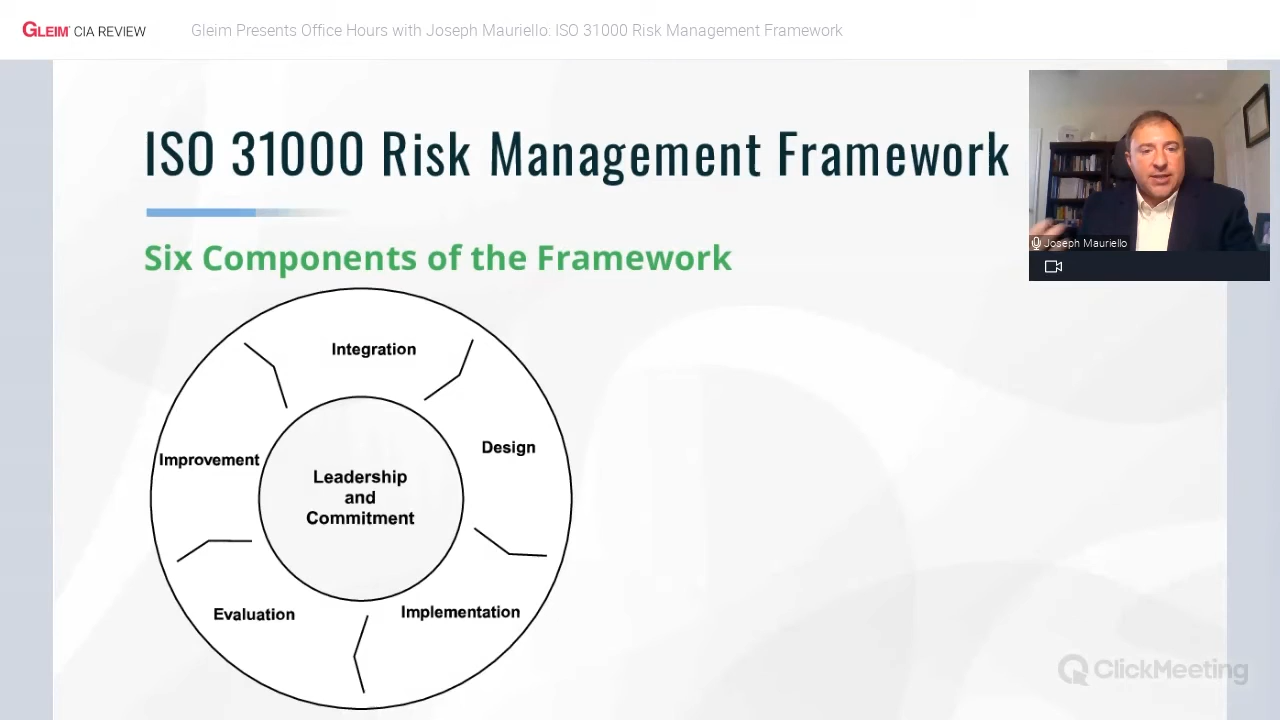 GLEIM CIA REVIEW
Gleim Presents Office Hours with Joseph Mauriello: ISO 31000 Risk Management Framework
ISO 31000 Risk Management Framework
Joseph Mauriello
Six Components of the Framework
Integration
Design
Improvement
Leadership
and
Commitment
Evaluation
Implementation
ClickMeeting